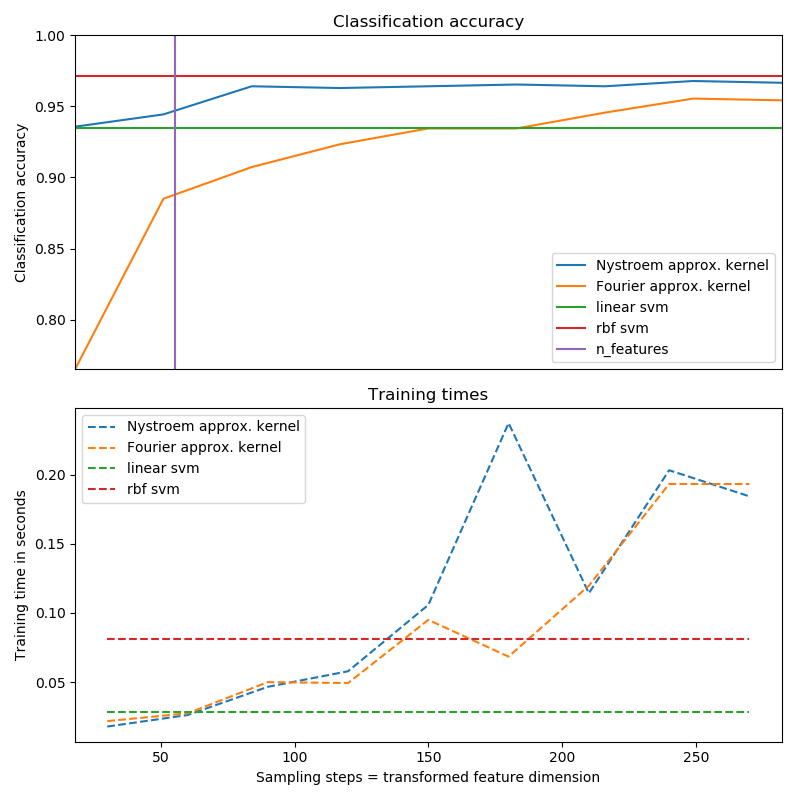 Classification accuracy
1.00
0.95
0.90
0.85
0.80
Classification accuracy
Nystroem approx. kernel
Fourier approx. kernel
linear svm
rbf svm
n_features
Training times
Nystroem approx. kernel
Fourier approx. kernel
linear svm
rbf svm
0.20
0.15
0.10
0.05
Training time in seconds
50 100 150 200 250
Sampling steps = transformed feature dimension